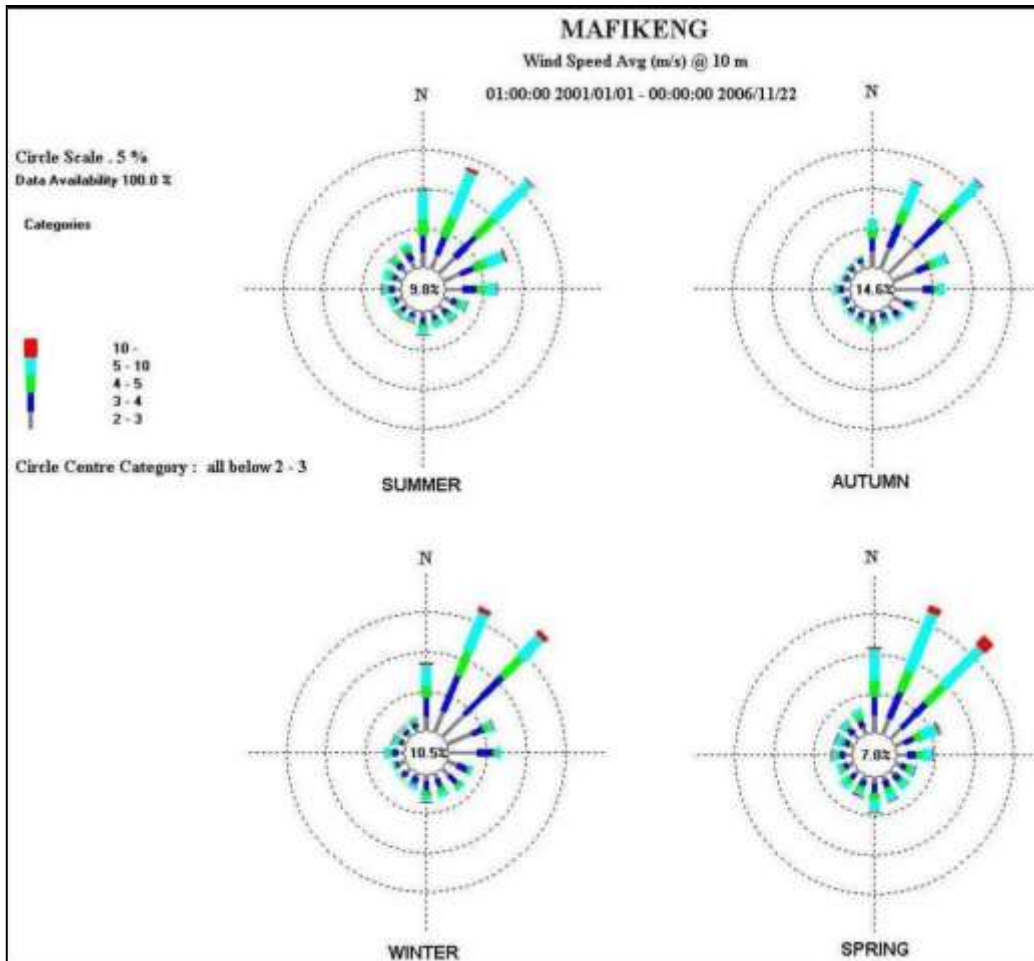 MAFIKENG
Wind Speed Avg (m/s) @ 10 m
01:00:00 2001/01/01 - 00:00:00 2006/11/22
N
N
Circle Scale . 5 %
Data Availability 100.0 %
Categories
9.8%
14.6%
10 -
5 - 10
4 - 5
3 - 4
2 - 3
Circle Centre Category : all below 2 - 3
SUMMER
AUTUMN
N
N
10.5%
WINTER
SPRING